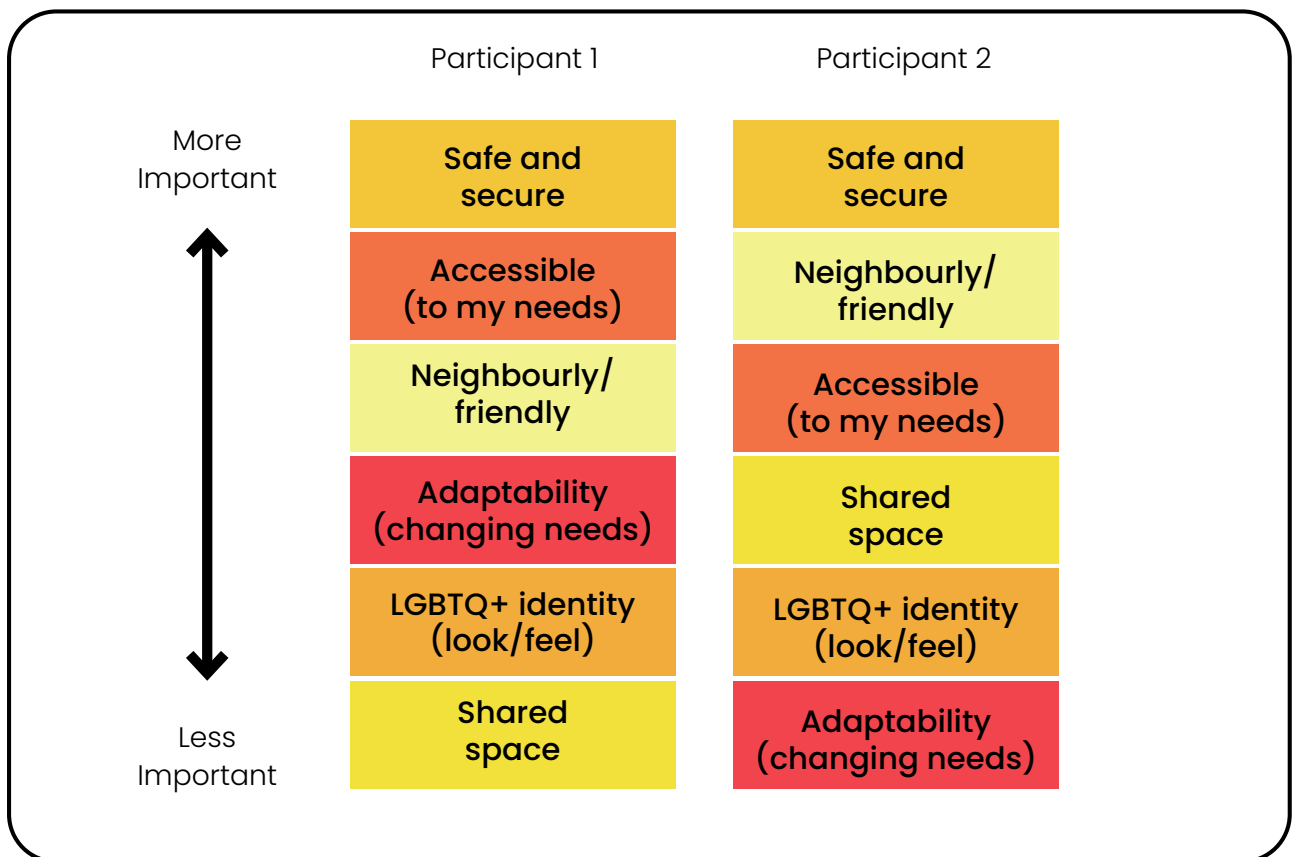 Participant 1
Participant 2
More
Important
Safe and
secure
Safe and
secure
Accessible
(to my needs)
Neighbourly/
friendly
Neighbourly/
friendly
Accessible
(to my needs)
Adaptability
(changing needs)
Shared
space
LGBTQ+ identity
(look/feel)
LGBTQ+ identity
(look/feel)
Less
Important
Shared
space
Adaptability
(changing needs)